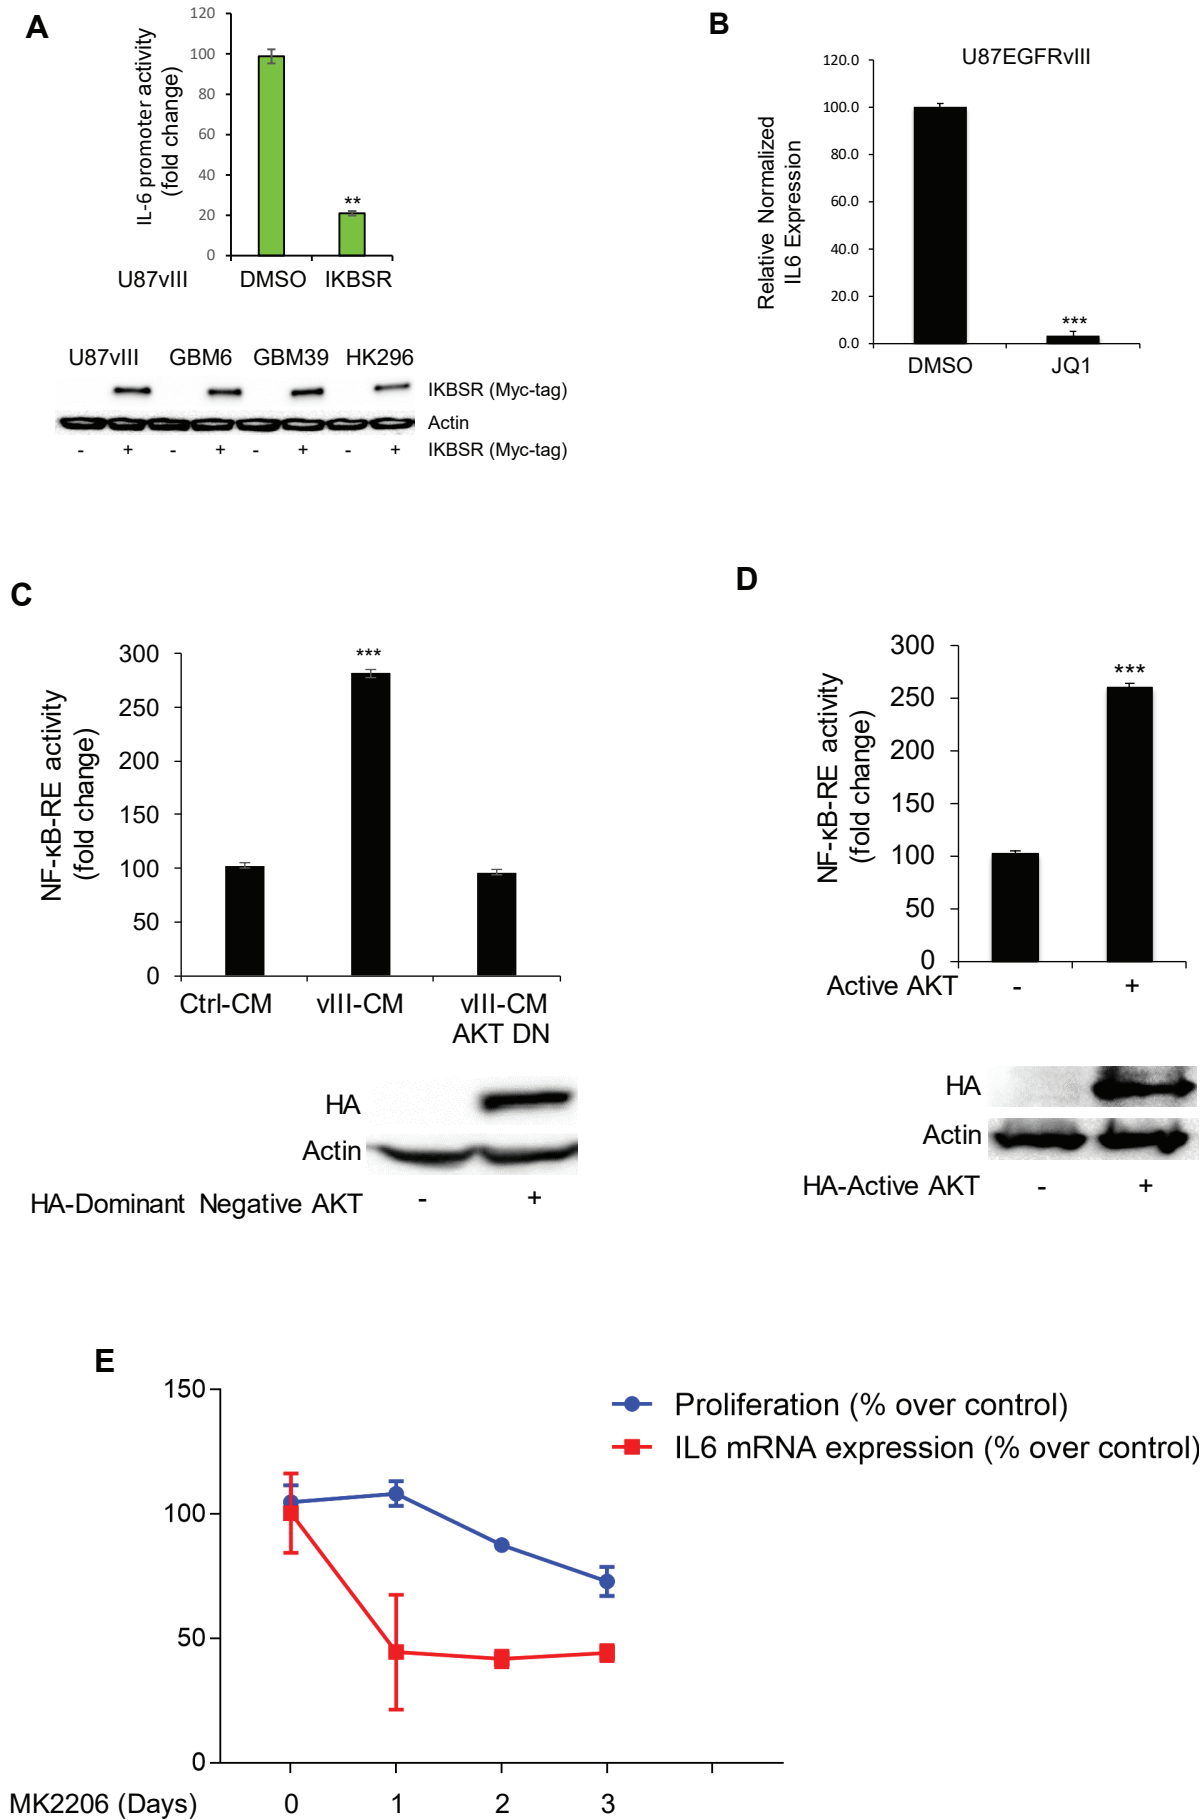 A
IL-6 promoter activity
(fold change)
120
100
80
60
40
20
0
**
U87vIII DMSO IKBSR
U87vIII GBM6 GBM39 HK296
IKBSR (Myc-tag)
Actin
- + - + - + - + IKBSR (Myc-tag)
B
U87EGFRvIII
Relative Normalized
IL6 Expression
120.0
100.0
80.0
60.0
40.0
20.0
0.0
***
DMSO JQ1
C
NF-κB-RE activity
(fold change)
300
250
200
150
100
50
0
***
Ctrl-CM vIII-CM vIII-CM
AKT DN
HA
Actin
HA-Dominant Negative AKT - +
D
NF-κB-RE activity
(fold change)
300
250
200
150
100
50
0
***
Active AKT - +
HA
Actin
HA-Active AKT - +
E
150
100
50
0
Proliferation (% over control)
IL6 mRNA expression (% over control)
MK2206 (Days) 0 1 2 3